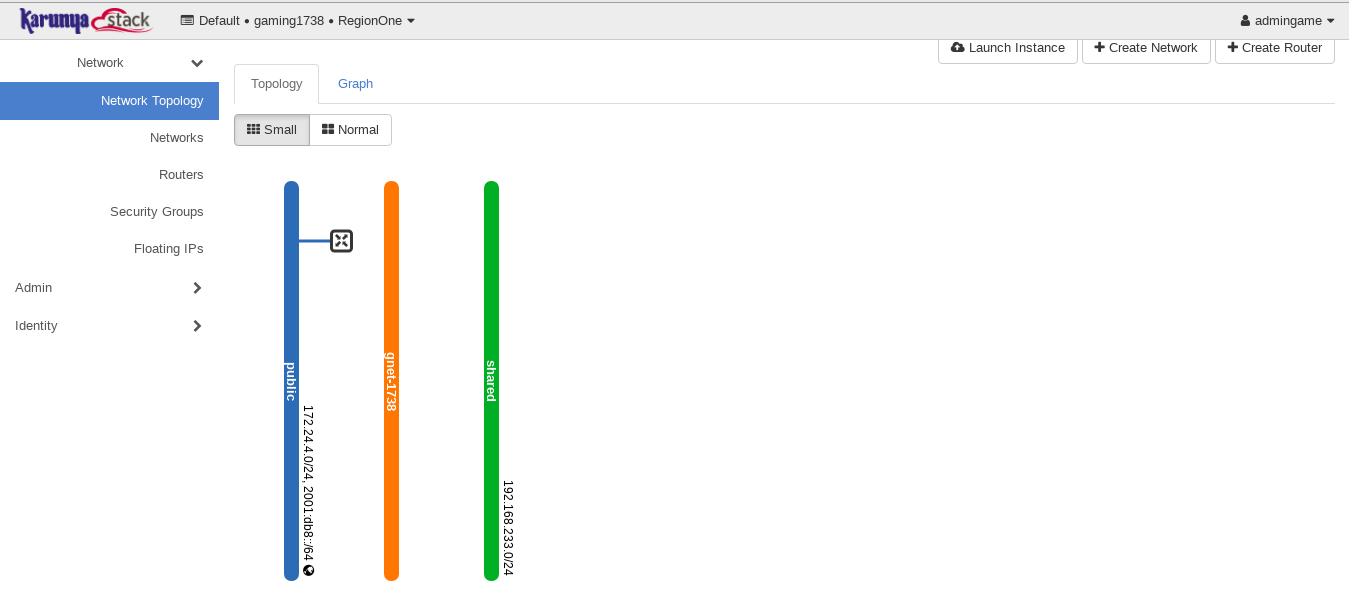 Karunya stack
Default • gaming1738 • RegionOne
admingame
Launch Instance
Create Network
Create Router
Network
Network Topology
Networks
Routers
Security Groups
Floating IPs
Admin
Identity
Topology
Graph
Small
Normal
public
172.24.4.0/24, 2001:db8::/64
gnet-1738
shared
192.168.233.0/24